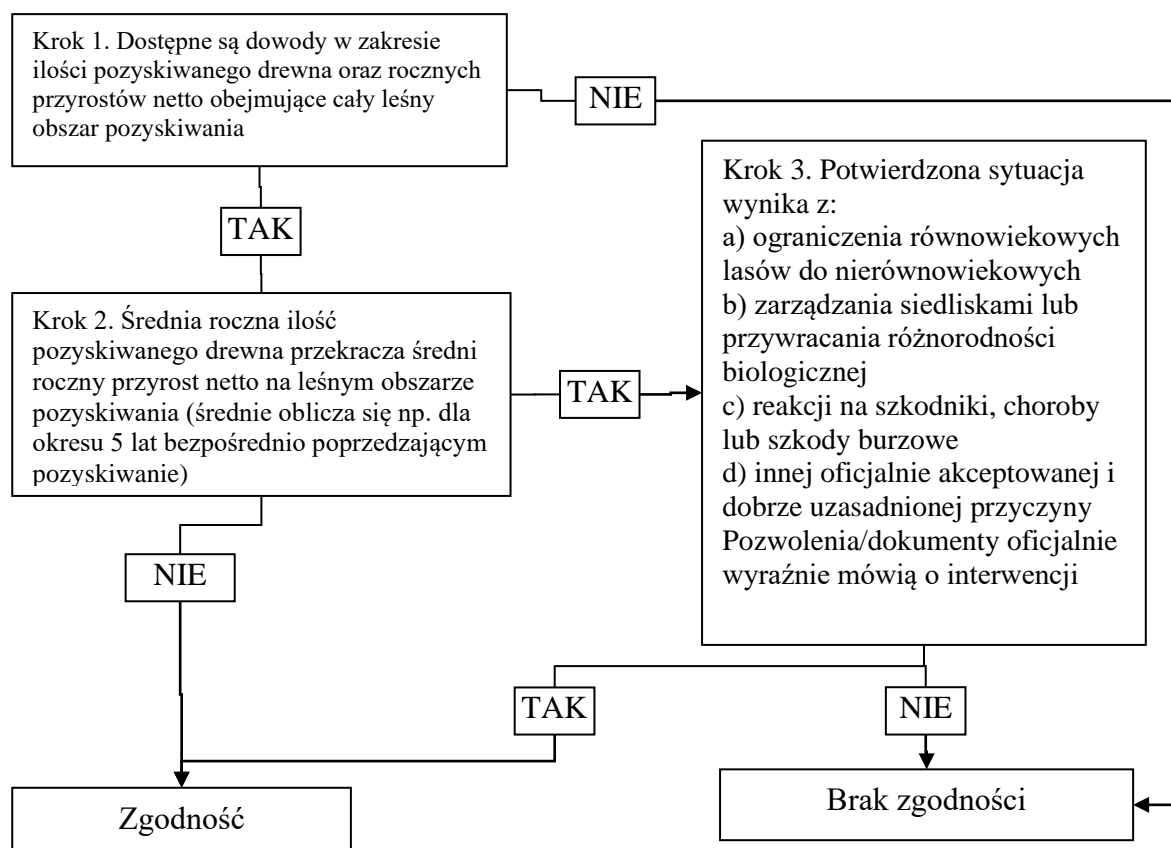 Krok 1. Dostępne są dowody w zakresie
ilości pozyskiwanego drewna oraz rocznych
przyrostów netto obejmujące cały leśny
obszar pozyskiwania
NIE
TAK
Krok 2. Średnia roczna ilość
pozyskiwanego drewna przekracza średni
roczny przyrost netto na leśnym obszarze
pozyskiwania (średnie oblicza się np. dla
okresu 5 lat bezpośrednio poprzedzającym
pozyskiwanie)
TAK
Krok 3. Potwierdzona sytuacja
wynika z:
a) ograniczenia równowiekowych
lasów do nierównowiekowych
b) zarządzania siedliskami lub
przywracania różnorodności
biologicznej
c) reakcji na szkodniki, choroby
lub szkody burzowe
d) innej oficjalnie akceptowanej i
dobrze uzasadnionej przyczyny
Pozwolenia/dokumenty oficjalnie
wyraźnie mówią o interwencji
NIE
TAK
NIE
Zgodność
Brak zgodności